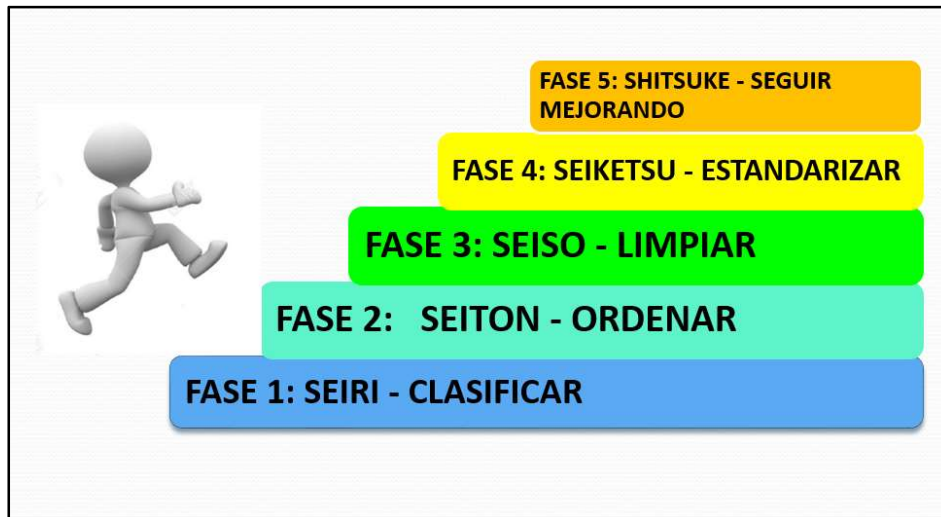 FASE 5: SHITSUKE - SEGUIR
MEJORANDO
FASE 4: SEIKETSU - ESTANDARIZAR
FASE 3: SEISO - LIMPIAR
FASE 2: SEITON - ORDENAR
FASE 1: SEIRI - CLASIFICAR